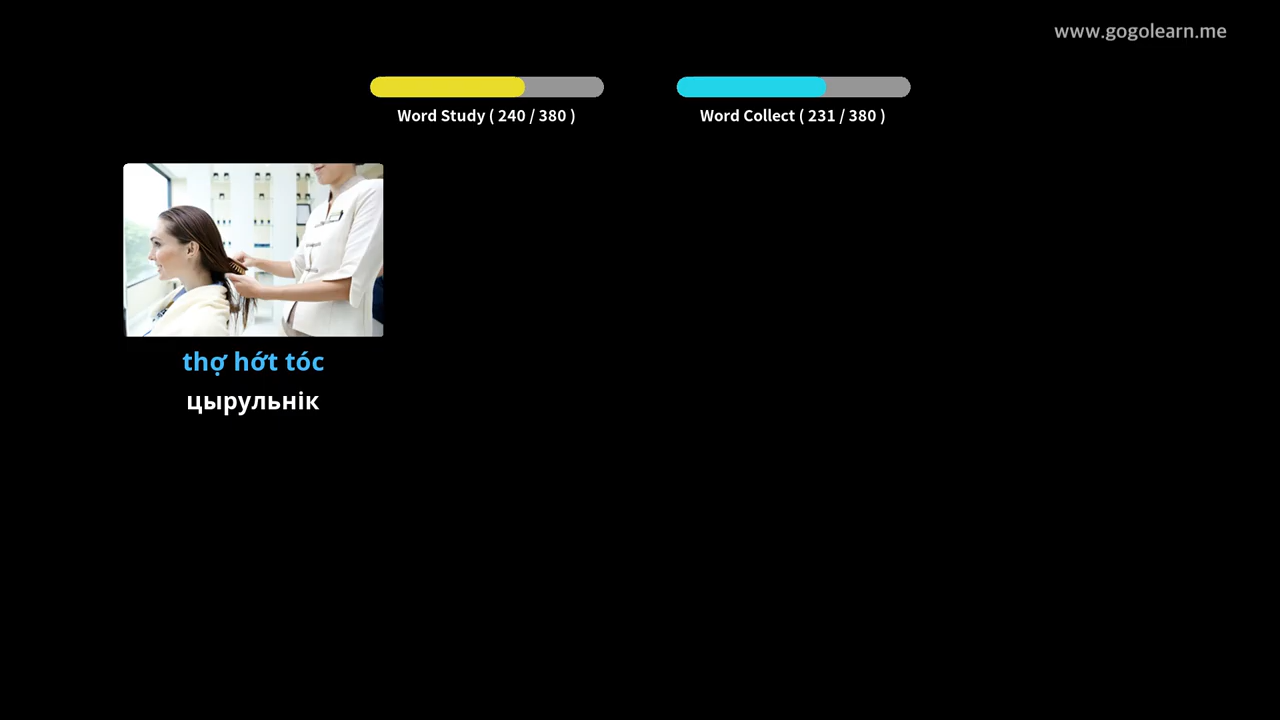 www.gogolearn.me
Word Study ( 240 / 380 )
Word Collect ( 231 / 380 )
thợ hớt tóc
цырульнік